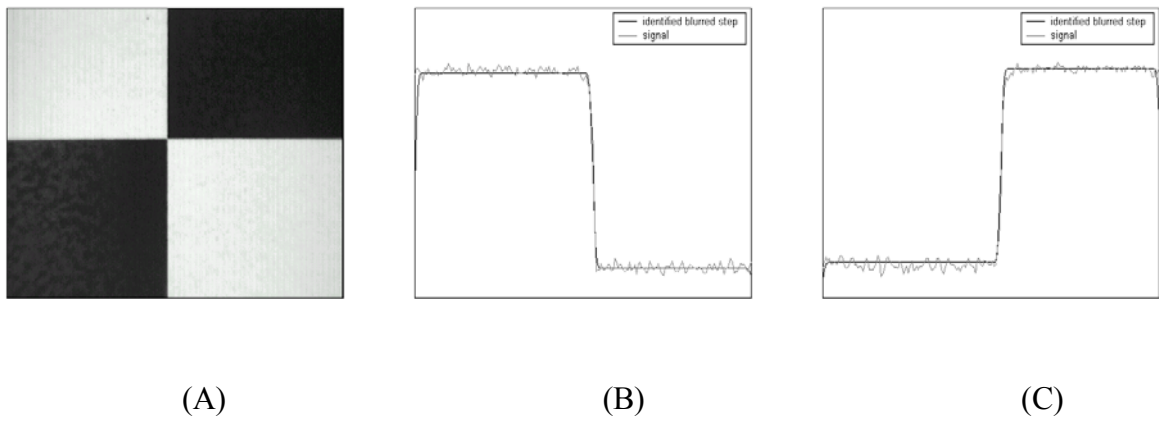 identified blurred step
signal
identified blurred step
signal
(A)
(B)
(C)